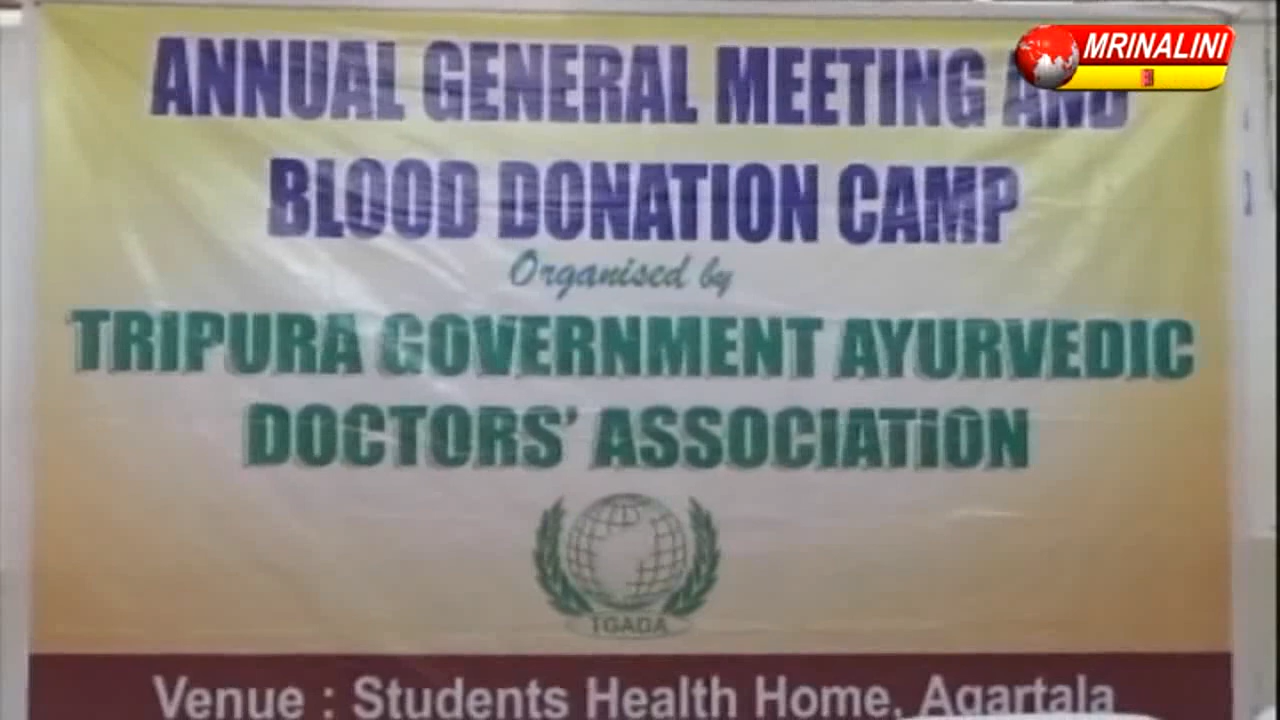 MRINALINI
ANNUAL GENERAL MEETING AND
BLOOD DONATION CAMP
Organised by
TRIPURA GOVERNMENT AYURVEDIC
DOCTORS' ASSOCIATION
TGADA
Venue : Students Health Home, Agartala